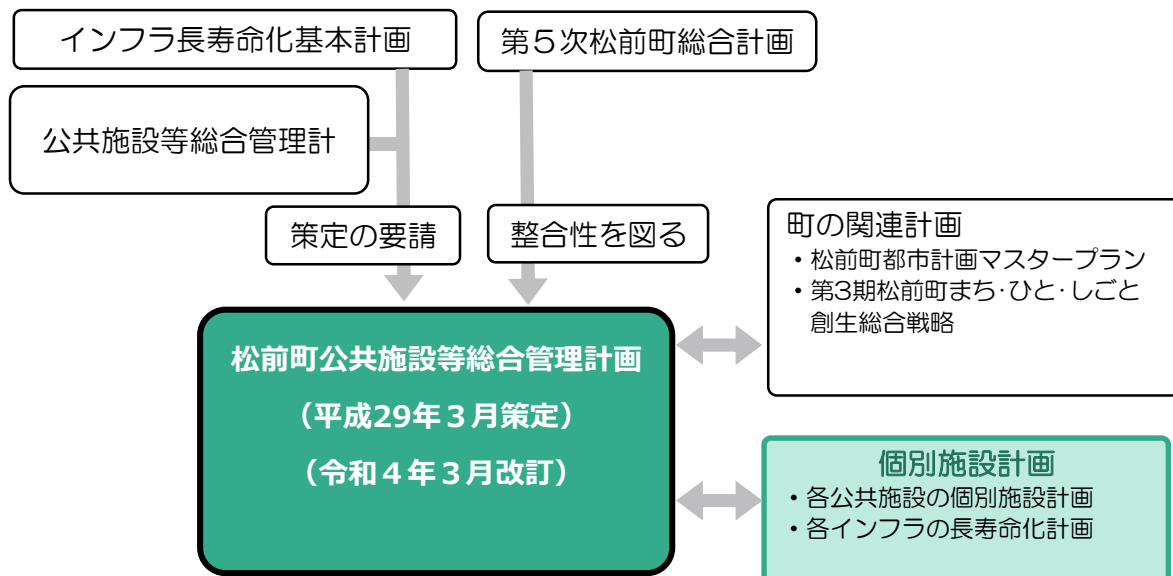 インフラ長寿命化基本計画
第５次松前町総合計画
公共施設等総合管理計
策定の要請
整合性を図る
町の関連計画
・松前町都市計画マスタープラン
・第3期松前町まち･ひと･しごと
創生総合戦略
松前町公共施設等総合管理計画
（平成29年３月策定）
（令和４年３月改訂）
個別施設計画
・各公共施設の個別施設計画
・各インフラの長寿命化計画